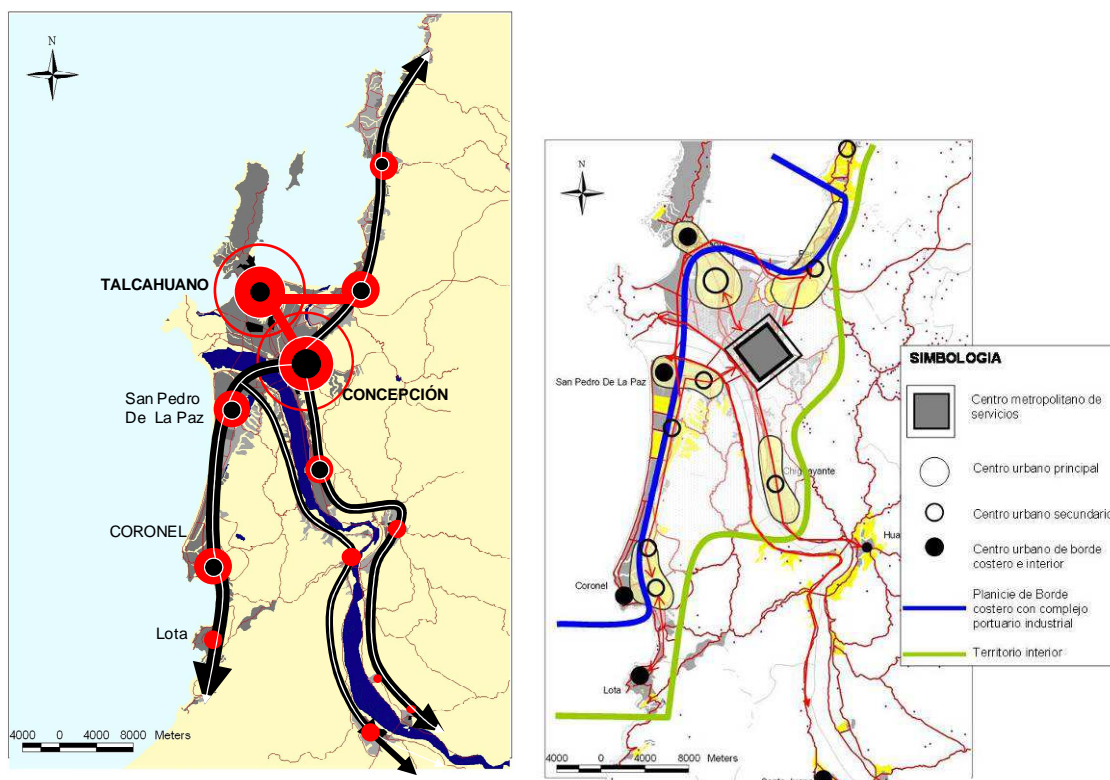 N
TALCAHUANO
CONCEPCIÓN
San Pedro
De La Paz
CORONEL
Lota
4000 0 4000 8000 Meters
N
San Pedro De La Paz
Chiguayante
Hua
Coronel
Lota
4000 0 4000 8000 Meters
SIMBOLOGIA
Centro metropolitano de
servicios
Centro urbano principal
Centro urbano secundario
Centro urbano de borde
costero e interior
Planicie de Borde
costero con complejo
portuario industrial
Territorio interior